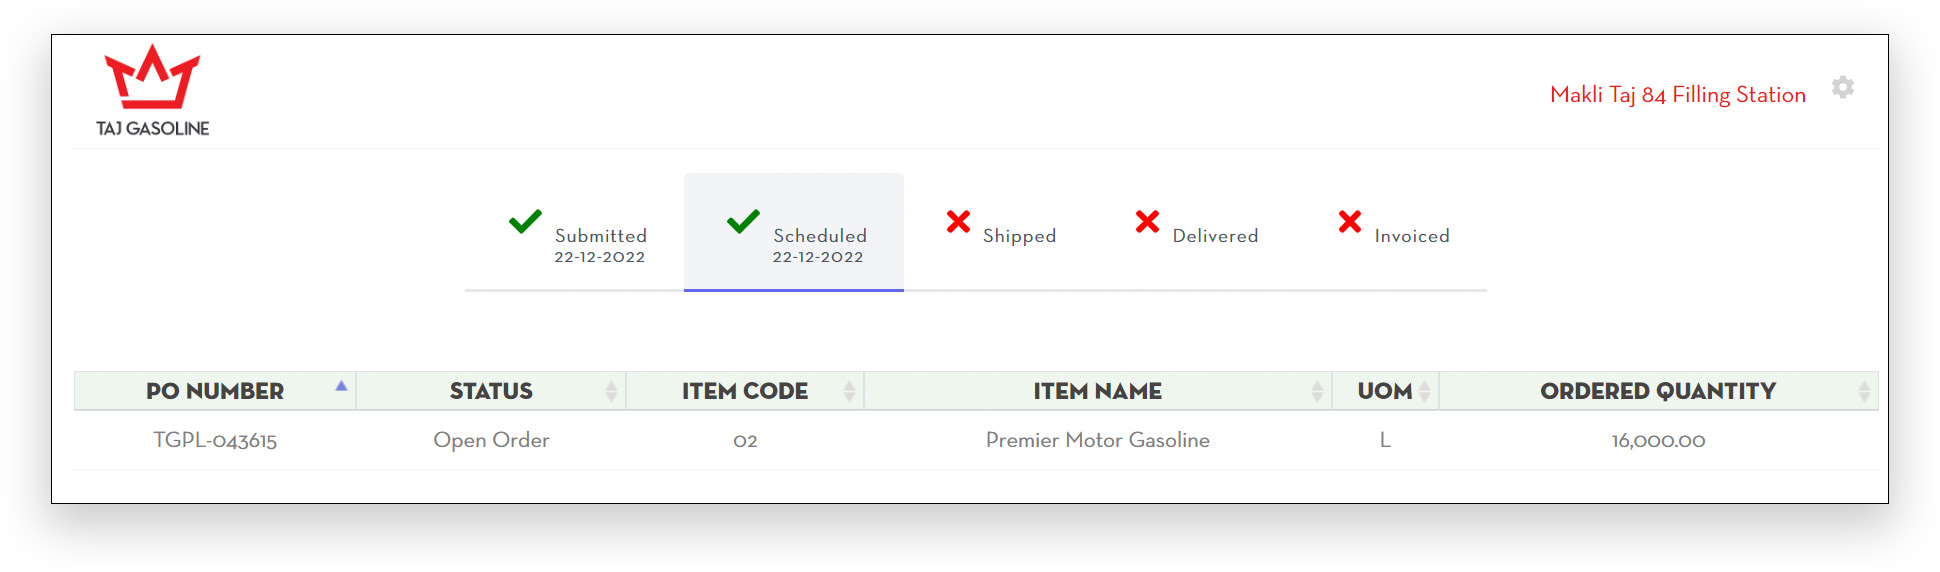 TAJ GASOLINE
Makli Taj 84 Filling Station
Submitted
22-12-2022
Scheduled
22-12-2022
Shipped
Delivered
Invoiced
PO NUMBER STATUS ITEM CODE ITEM NAME UOM ORDERED QUANTITY
TGPL-043615 Open Order 02 Premier Motor Gasoline L 16,000.00